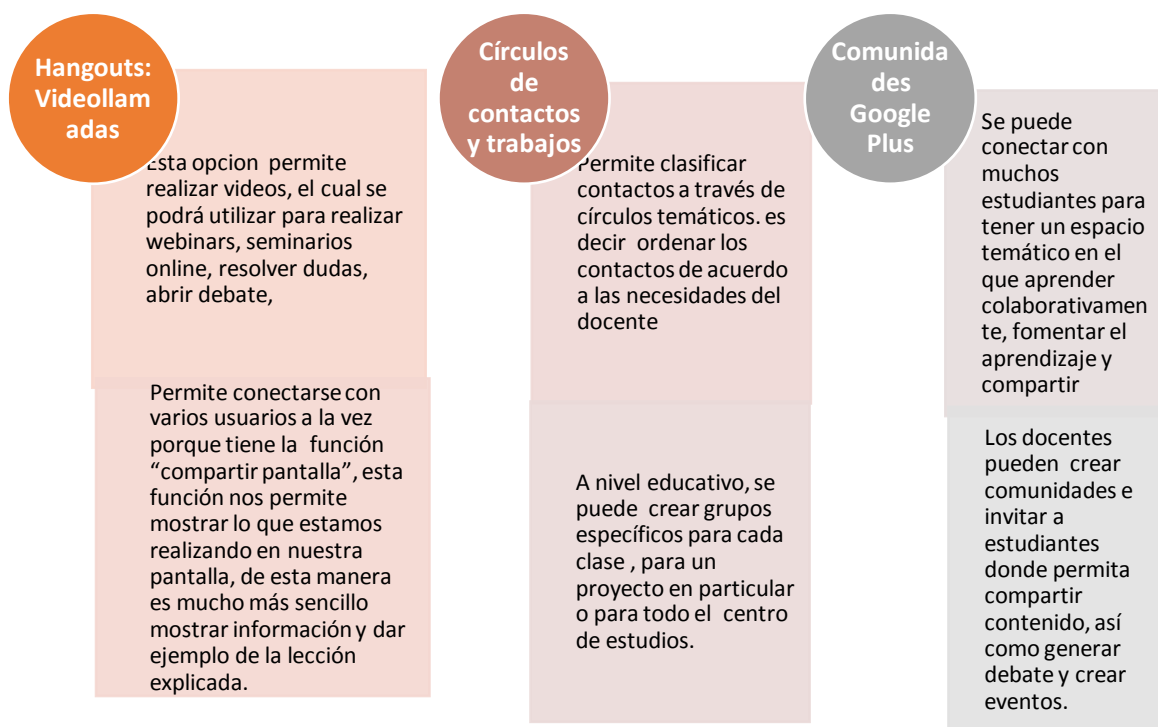 Hangouts:
Videollam
adas
Esta opcion permite
realizar videos, el cual se
podrá utilizar para realizar
webinars, seminarios
online, resolver dudas,
abrir debate,
Permite conectarse con
varios usuarios a la vez
porque tiene la función
“compartir pantalla”, esta
función nos permite
mostrar lo que estamos
realizando en nuestra
pantalla, de esta manera
es mucho más sencillo
mostrar información y dar
ejemplo de la lección
explicada.
Círculos
de
contactos
y trabajos
Permite clasificar
contactos a través de
círculos temáticos. es
decir ordenar los
contactos de acuerdo
a las necesidades del
docente
A nivel educativo, se
puede crear grupos
específicos para cada
clase , para un
proyecto en particular
o para todo el centro
de estudios.
Comunida
des
Google
Plus
Se puede
conectar con
muchos
estudiantes para
tener un espacio
temático en el
que aprender
colaborativamen
te, fomentar el
aprendizaje y
compartir
Los docentes
pueden crear
comunidades e
invitar a
estudiantes
donde permita
compartir
contenido, así
como generar
debate y crear
eventos.